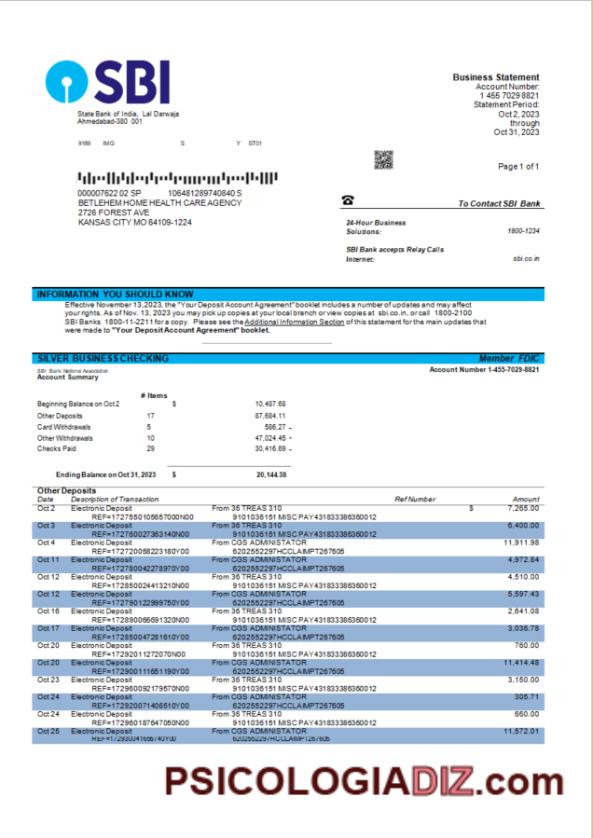 SBI
State Bank of India, Lal Darwaja
Ahmedabad-380 001
Business Statement
Account Number:
1 455 7029 8821
Statement Period:
Oct 2, 2023
through
Oct 31, 2023
9169 IMG S Y ST01
Page 1 of 1
000007622 02 SP 106481289740840 S
BETLEHEM HOME HEALTH CARE AGENCY
2726 FOREST AVE
KANSAS CITY MO 64109-1224
To Contact SBI Bank
24-Hour Business
Solutions: 1800-1234
SBI Bank accepts Relay Calls
Internet: sbi.co.in
INFORMATION YOU SHOULD KNOW
Effective November 13,2023, the "Your Deposit Account Agreement" booklet includes a number of updates and may affect
your rights. As of Nov. 13, 2023 you may pick up copies at your local branch or view copies at sbi.co.in, or call 1800-2100
SBI Banks 1800-11-2211 for a copy. Please see the Additional Information Section of this statement for the main updates that
were made to "Your Deposit Account Agreement" booklet.
SILVER BUSINESS CHECKING Member FDIC
SBI Bank National Association Account Number 1-455-7029-8821
Account Summary
# Items
Beginning Balance on Oct 2 $ 10,487.68
Other Deposits 17 87,684.11
Card Withdrawals 5 586.27 -
Other Withdrawals 10 47,024.45 -
Checks Paid 29 30,416.69 -
Ending Balance on Oct 31, 2023 $ 20,144.38
Other Deposits
Date Description of Transaction Ref Number Amount
Oct 2 Electronic Deposit From 36 TREAS 310 $ 7,265.00
REF=1727550105657000N00 9101036151 MISC PAY431833386360012
Oct 3 Electronic Deposit From 36 TREAS 310 6,400.00
REF=172760027363140N00 9101036151 MISC PAY431833386360012
Oct 4 Electronic Deposit From CGS ADMINISTATOR 11,911.98
REF=172720058223180Y00 6202552297HCCLAIMPT267605
Oct 11 Electronic Deposit From CGS ADMINISTATOR 4,972.84
REF=172780042278970Y00 6202552297HCCLAIMPT267605
Oct 12 Electronic Deposit From 36 TREAS 310 4,510.00
REF=172850024413210N00 9101036151 MISC PAY431833386360012
Oct 12 Electronic Deposit From CGS ADMINISTATOR 5,597.43
REF=172790122999750Y00 6202552297HCCLAIMPT267605
Oct 16 Electronic Deposit From 36 TREAS 310 2,641.08
REF=172890066691320N00 9101036151 MISC PAY431833386360012
Oct 17 Electronic Deposit From CGS ADMINISTATOR 3,036.78
REF=172850047281610Y00 6202552297HCCLAIMPT267605
Oct 20 Electronic Deposit From 36 TREAS 310 760.00
REF=172920112720​70N00 9101036151 MISC PAY431833386360012
Oct 20 Electronic Deposit From CGS ADMINISTATOR 11,414.48
REF=172900111651190Y00 6202552297HCCLAIMPT267605
Oct 23 Electronic Deposit From 36 TREAS 310 3,150.00
REF=172960092179570N00 9101036151 MISC PAY431833386360012
Oct 24 Electronic Deposit From CGS ADMINISTATOR 305.71
REF=172920071406510Y00 6202552297HCCLAIMPT267605
Oct 24 Electronic Deposit From 36 TREAS 310 660.00
REF=172960187647050N00 9101036151 MISC PAY431833386360012
Oct 25 Electronic Deposit From CGS ADMINISTATOR 11,572.01
REF=172930041656740Y00 6202552297HCCLAIMPT267605
PSICOLOGIADIZ.com